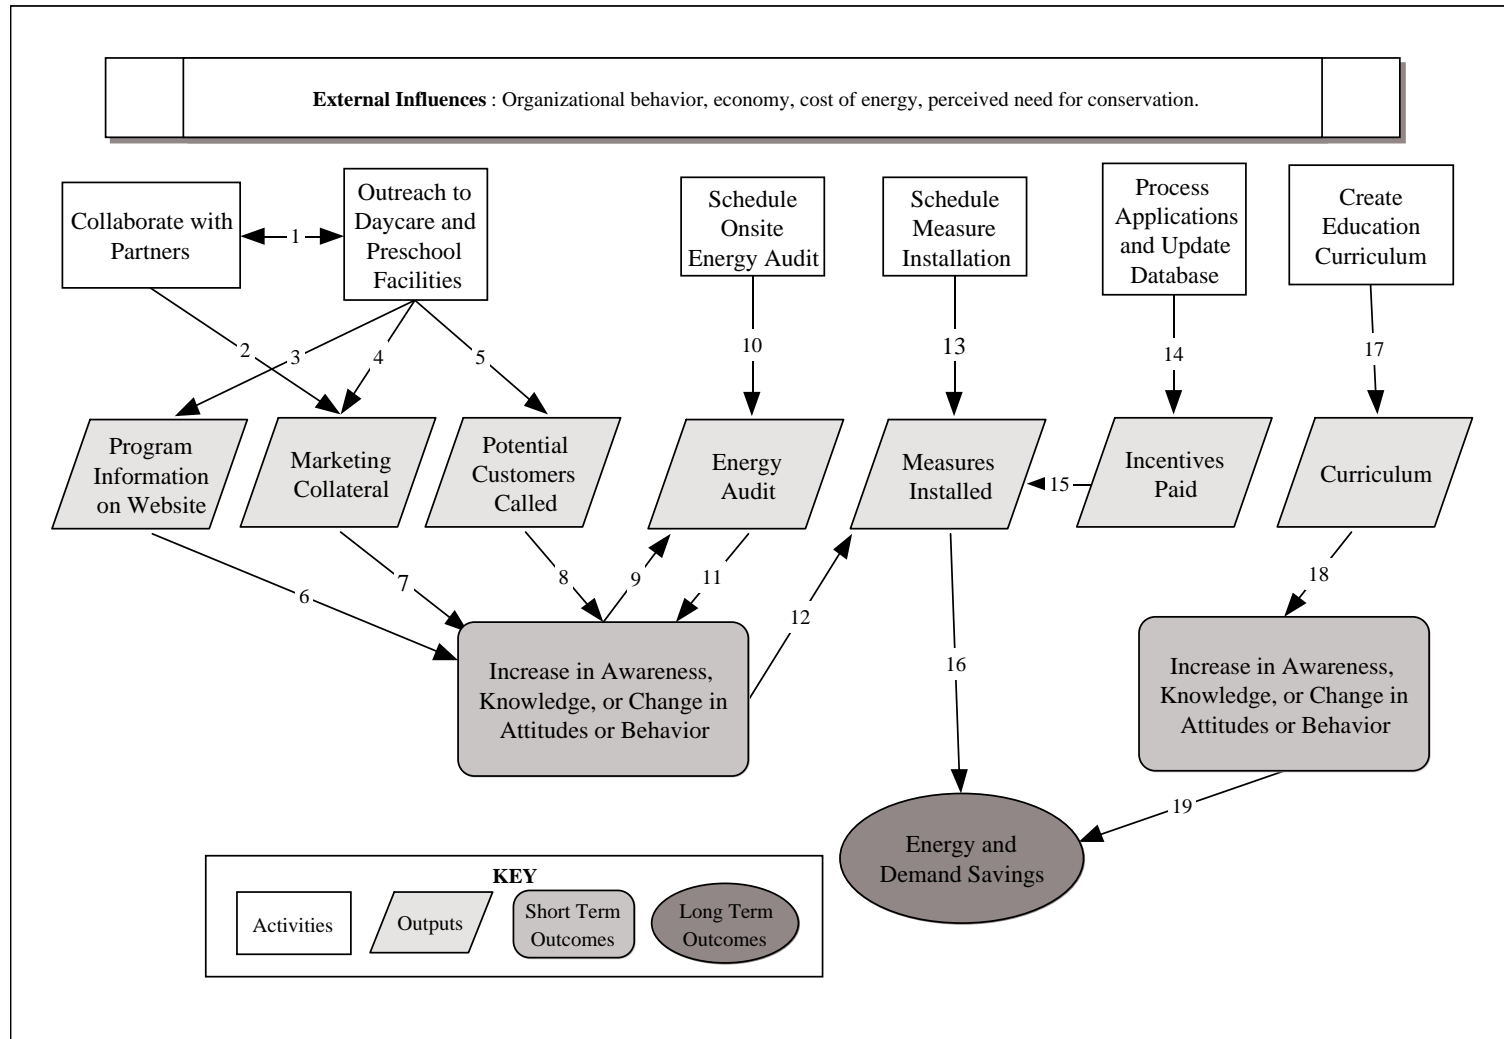 External Influences : Organizational behavior, economy, cost of energy, perceived need for conservation.
Collaborate with
Partners
1
Outreach to
Daycare and
Preschool
Facilities
Schedule
Onsite
Energy Audit
Schedule
Measure
Installation
Process
Applications
and Update
Database
Create
Education
Curriculum
2
3
4
5
10
13
14
17
Program
Information
on Website
Marketing
Collateral
Potential
Customers
Called
Energy
Audit
Measures
Installed
15
Incentives
Paid
Curriculum
6
7
8
9
11
12
16
18
Increase in Awareness,
Knowledge, or Change in
Attitudes or Behavior
Increase in Awareness,
Knowledge, or Change in
Attitudes or Behavior
19
Energy and
Demand Savings
KEY
Activities
Outputs
Short Term
Outcomes
Long Term
Outcomes